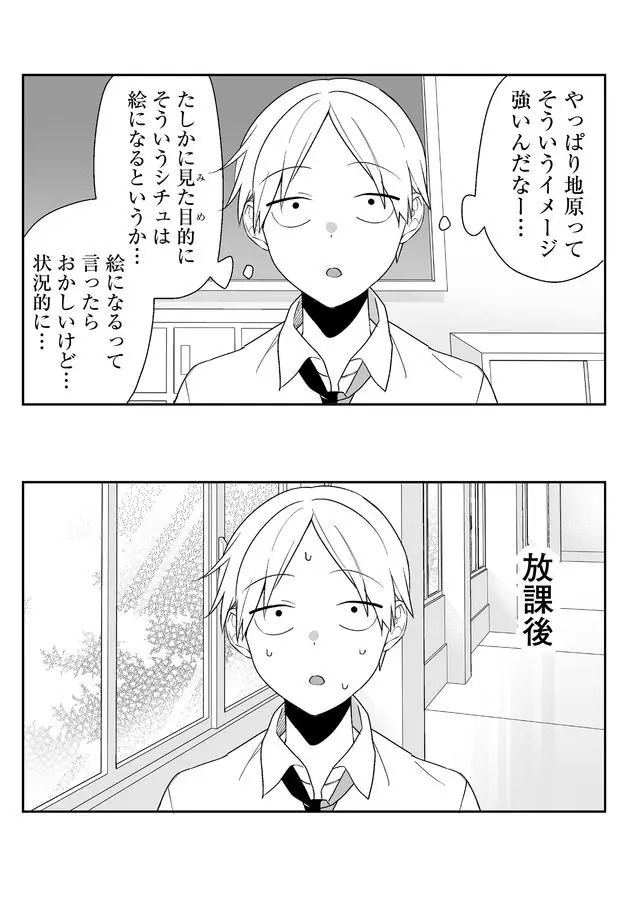 やっぱり地原って
そういうイメージ
強いんだなー…
たしかに見た目的に
そういうシチュは
絵になるというか…
絵になるって
言ったら
おかしいけど…
状況的に…
放課後